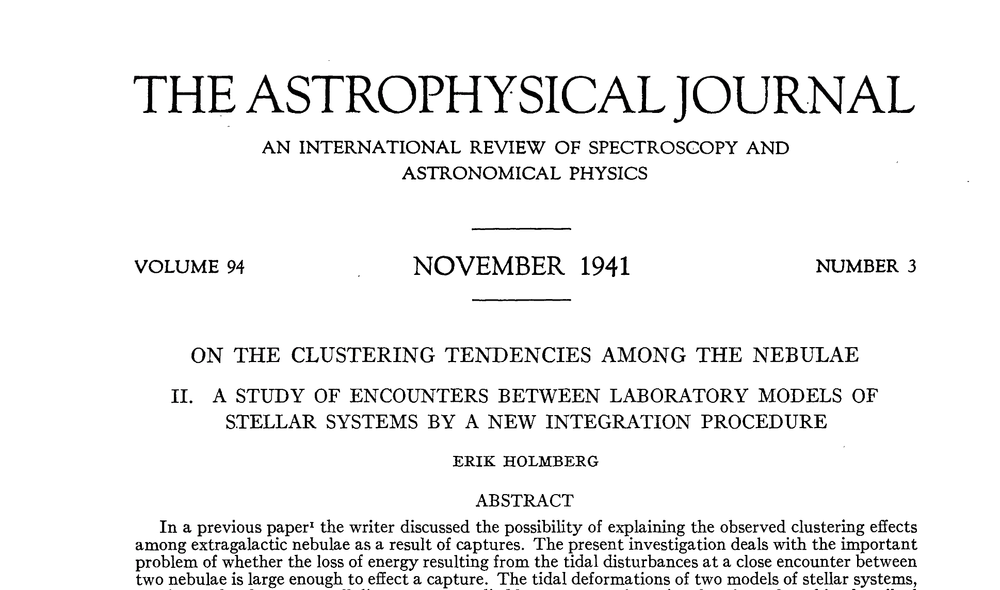 THE ASTROPHYSICAL JOURNAL
AN INTERNATIONAL REVIEW OF SPECTROSCOPY AND
ASTRONOMICAL PHYSICS
VOLUME 94 NOVEMBER 1941 NUMBER 3
ON THE CLUSTERING TENDENCIES AMONG THE NEBULAE
II. A STUDY OF ENCOUNTERS BETWEEN LABORATORY MODELS OF
STELLAR SYSTEMS BY A NEW INTEGRATION PROCEDURE
ERIK HOLMBERG
ABSTRACT
In a previous paper¹ the writer discussed the possibility of explaining the observed clustering effects
among extragalactic nebulae as a result of captures. The present investigation deals with the important
problem of whether the loss of energy resulting from the tidal disturbances at a close encounter between
two nebulae is large enough to effect a capture. The tidal deformations of two models of stellar systems,